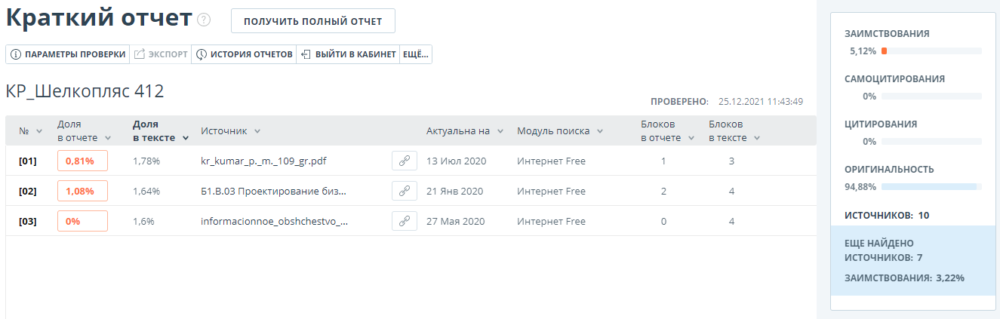 Краткий отчет ?
ПОЛУЧИТЬ ПОЛНЫЙ ОТЧЕТ
ПАРАМЕТРЫ ПРОВЕРКИ ЭКСПОРТ ИСТОРИЯ ОТЧЕТОВ ВЫЙТИ В КАБИНЕТ ЕЩЁ...
КР_Шелкопляс 412
ПРОВЕРЕНО: 25.12.2021 11:43:49
№ Доля в отчете Доля в тексте Источник Актуальна на Модуль поиска Блоков в отчете Блоков в тексте
[01] 0,81% 1,78% kr_kumar_p._m._109_gr.pdf 13 Июл 2020 Интернет Free 1 3
[02] 1,08% 1,64% Б1.В.03 Проектирование биз... 21 Янв 2020 Интернет Free 2 4
[03] 0% 1,6% informacionnoe_obshchestvo_... 27 Мая 2020 Интернет Free 0 4
ЗАИМСТВОВАНИЯ
5,12%
САМОЦИТИРОВАНИЯ
0%
ЦИТИРОВАНИЯ
0%
ОРИГИНАЛЬНОСТЬ
94,88%
ИСТОЧНИКОВ: 10
ЕЩЕ НАЙДЕНО
ИСТОЧНИКОВ: 7
ЗАИМСТВОВАНИЯ: 3,22%